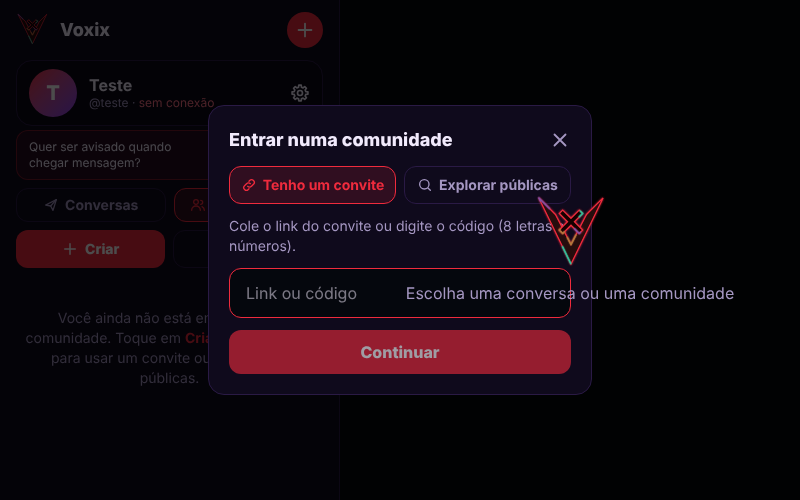 Voxix
T
Teste
@teste · sem conexão
Quer ser avisado quando
chegar mensagem?
Conversas
Criar
Você ainda não está e
comunidade. Toque em Cria
para usar um convite ou
públicas.
Entrar numa comunidade
Tenho um convite
Explorar públicas
Cole o link do convite ou digite o código (8 letras
números).
Link ou código
Escolha uma conversa ou uma comunidade
Continuar